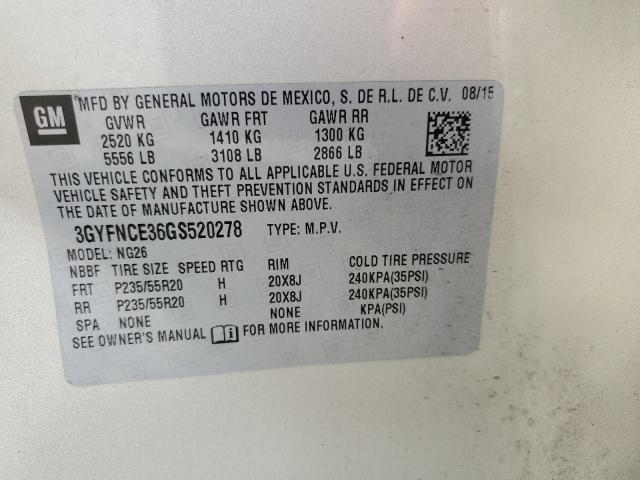 GM
MFD BY GENERAL MOTORS DE MEXICO, S. DE R.L. DE C.V. 08/15
GVWR GAWR FRT GAWR RR
2520 KG 1410 KG 1300 KG
5556 LB 3108 LB 2866 LB
THIS VEHICLE CONFORMS TO ALL APPLICABLE U.S. FEDERAL MOTOR
VEHICLE SAFETY AND THEFT PREVENTION STANDARDS IN EFFECT ON
THE DATE OF MANUFACTURE SHOWN ABOVE.
3GYFNCE36GS520278 TYPE: M.P.V.
MODEL: NG26
NBBF TIRE SIZE SPEED RTG RIM COLD TIRE PRESSURE
FRT P235/55R20 H 20X8J 240KPA(35PSI)
RR P235/55R20 H 20X8J 240KPA(35PSI)
SPA NONE NONE KPA(PSI)
SEE OWNER'S MANUAL FOR MORE INFORMATION.